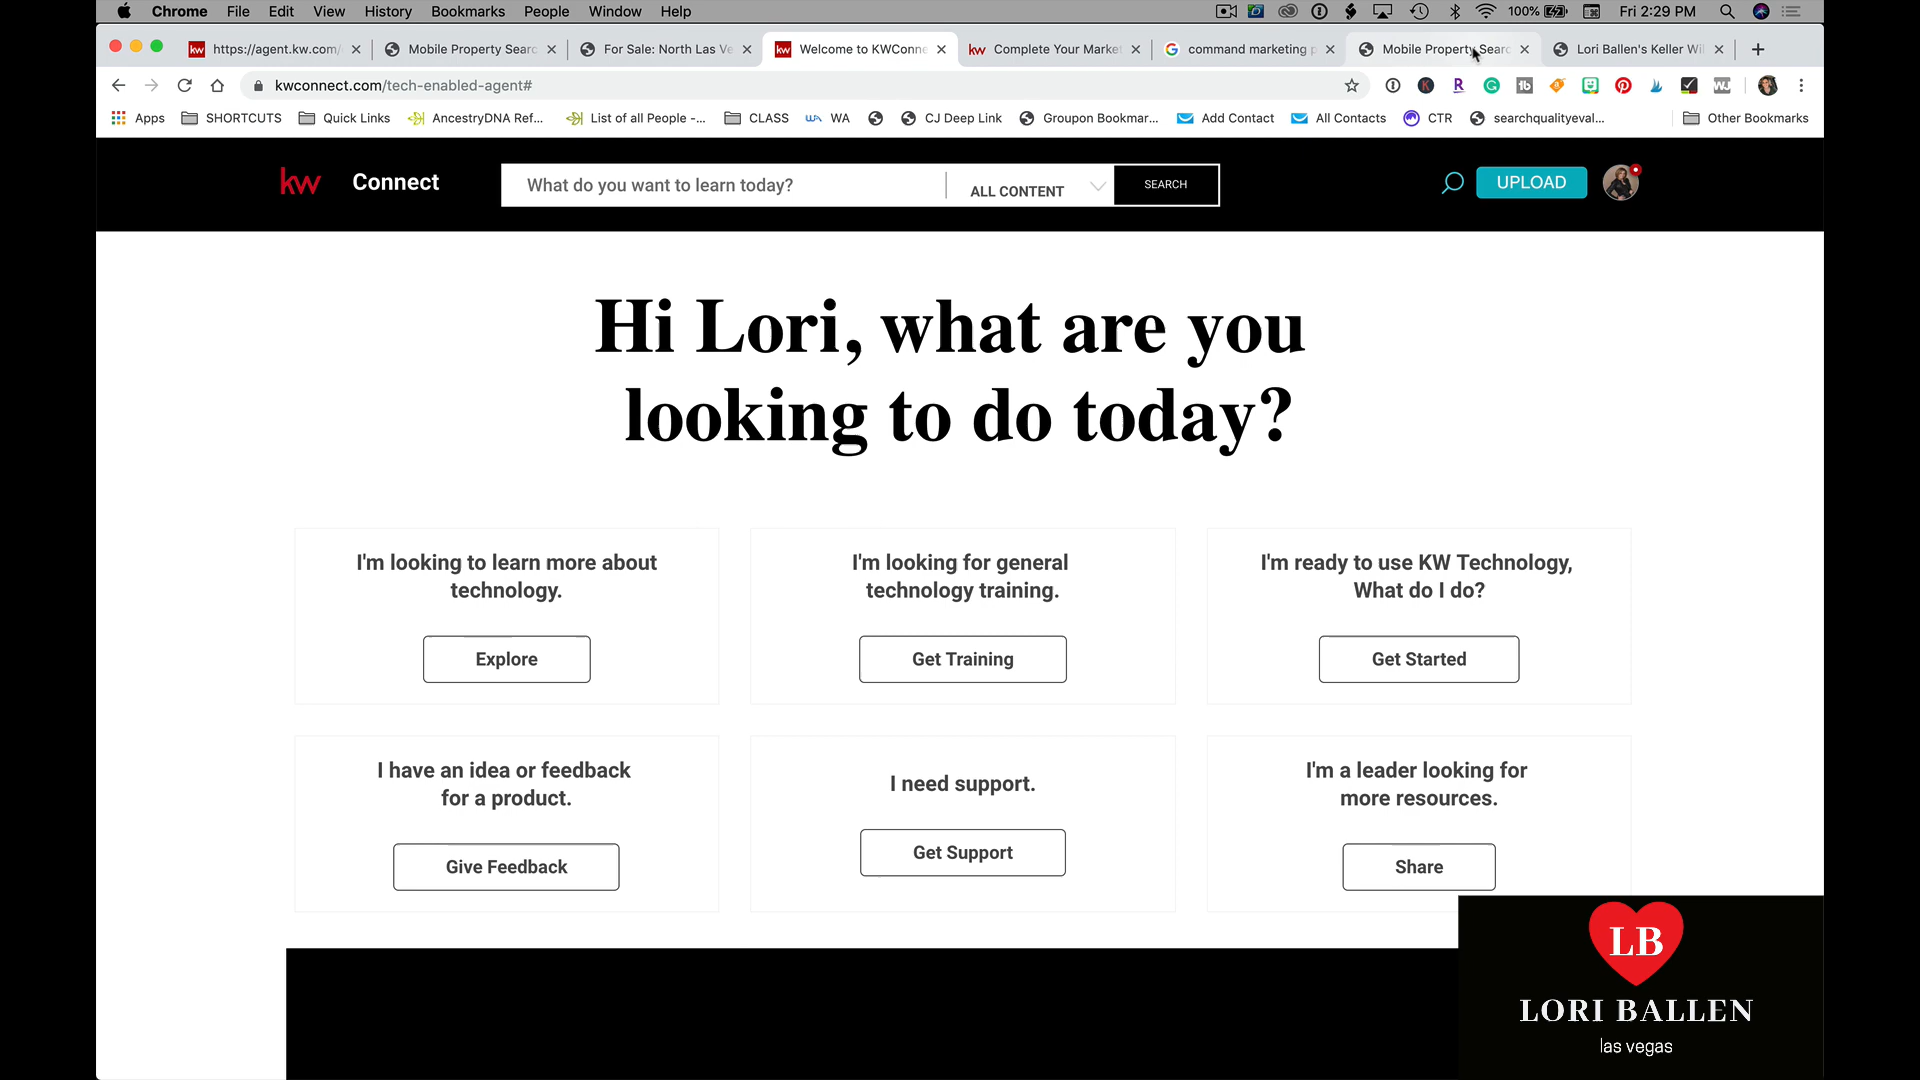 Chrome File Edit View History Bookmarks People Window Help 100% Fri 2:29 PM
https://agent.kw.com/ Mobile Property Searc For Sale: North Las Ve Welcome to KWConne Complete Your Market command marketing p Mobile Property Searc Lori Ballen's Keller Wil
kwconnect.com/tech-enabled-agent#
Apps SHORTCUTS Quick Links AncestryDNA Ref... List of all People -... CLASS WA CJ Deep Link Groupon Bookmar... Add Contact All Contacts CTR searchqualityeval... Other Bookmarks
kw Connect What do you want to learn today? ALL CONTENT SEARCH UPLOAD
Hi Lori, what are you
looking to do today?
I'm looking to learn more about
technology.
Explore
I'm looking for general
technology training.
Get Training
I'm ready to use KW Technology,
What do I do?
Get Started
I have an idea or feedback
for a product.
Give Feedback
I need support.
Get Support
I'm a leader looking for
more resources.
Share
LB
LORI BALLEN
las vegas